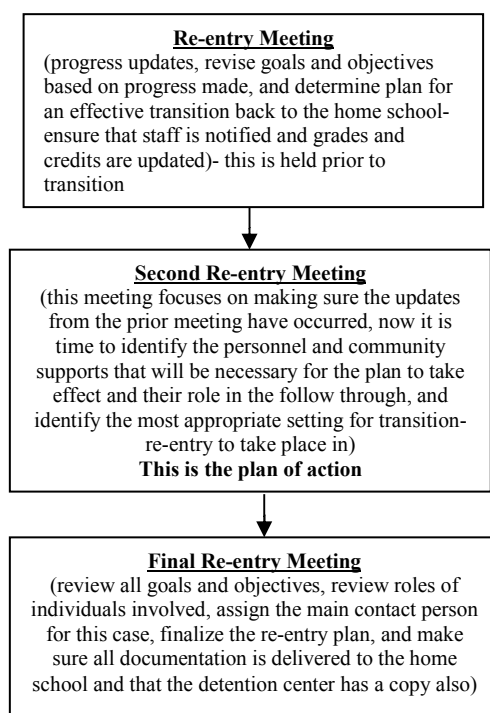 Re-entry Meeting
(progress updates, revise goals and objectives
based on progress made, and determine plan for
an effective transition back to the home school-
ensure that staff is notified and grades and
credits are updated)- this is held prior to
transition
Second Re-entry Meeting
(this meeting focuses on making sure the updates
from the prior meeting have occurred, now it is
time to identify the personnel and community
supports that will be necessary for the plan to take
effect and their role in the follow through, and
identify the most appropriate setting for transition-
re-entry to take place in)
This is the plan of action
Final Re-entry Meeting
(review all goals and objectives, review roles of
individuals involved, assign the main contact person
for this case, finalize the re-entry plan, and make
sure all documentation is delivered to the home
school and that the detention center has a copy also)